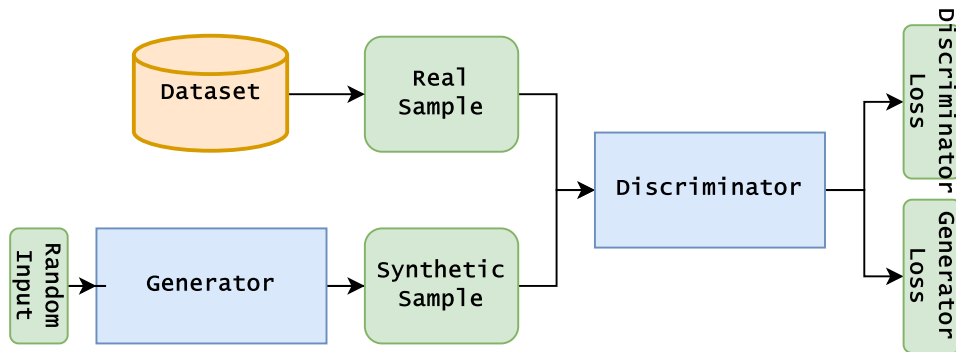 Dataset
Real
Sample
Discriminator
Loss
Discriminator
Random
Input
Generator
Synthetic
Sample
Generator
Loss